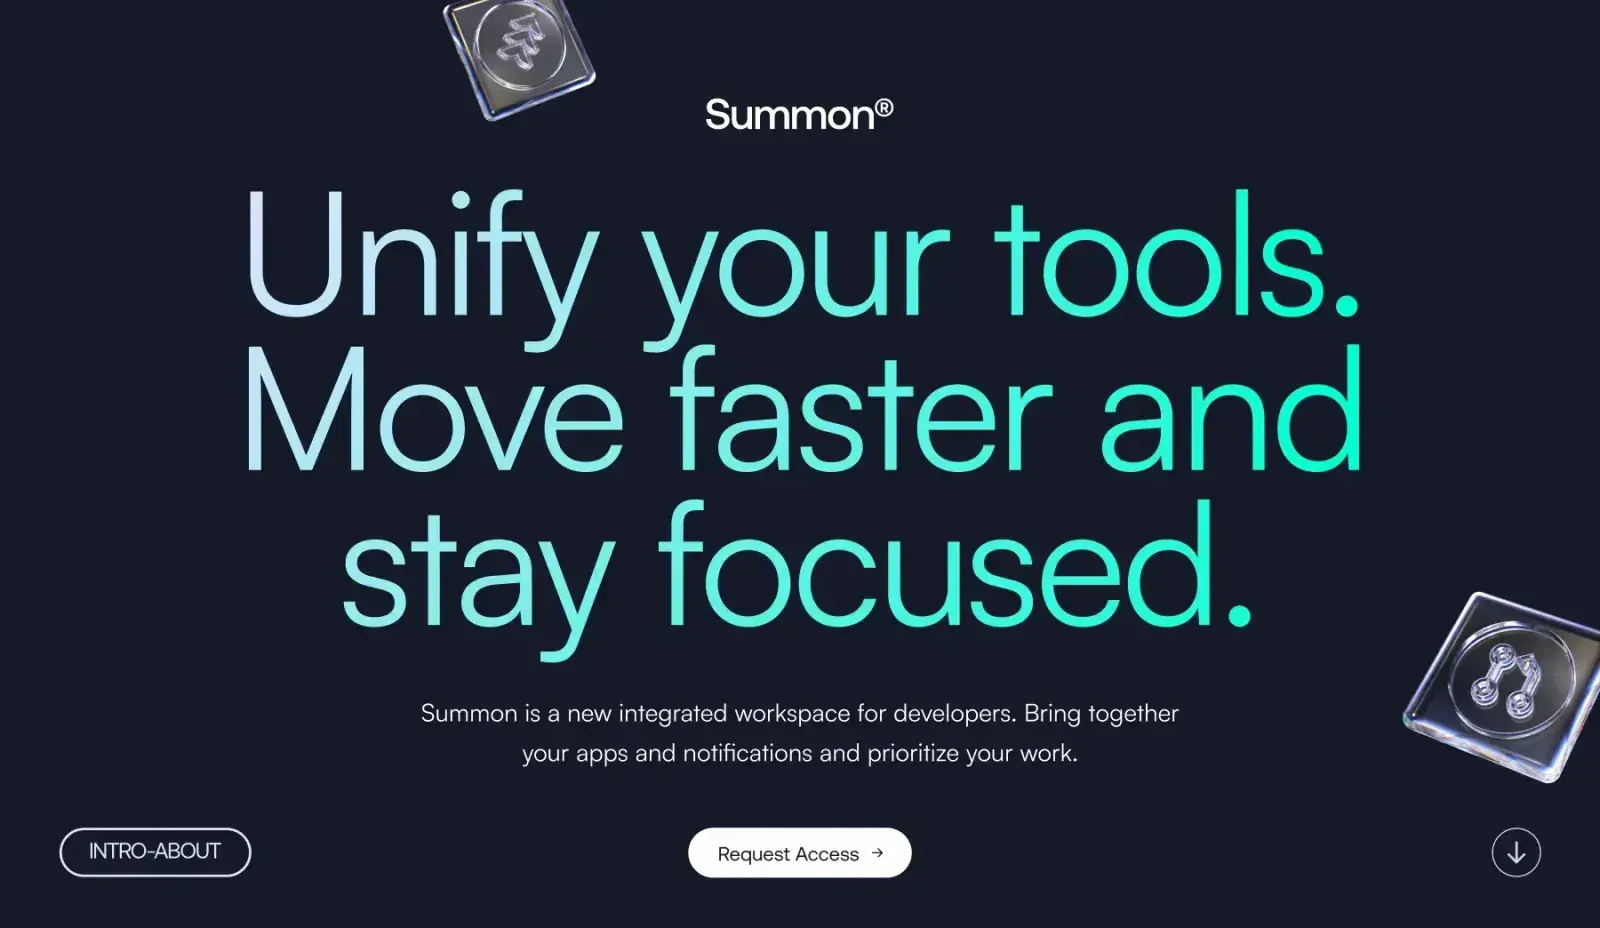 Summon®
Unify your tools.
Move faster and
stay focused.
Summon is a new integrated workspace for developers. Bring together
your apps and notifications and prioritize your work.
INTRO-ABOUT
Request Access →